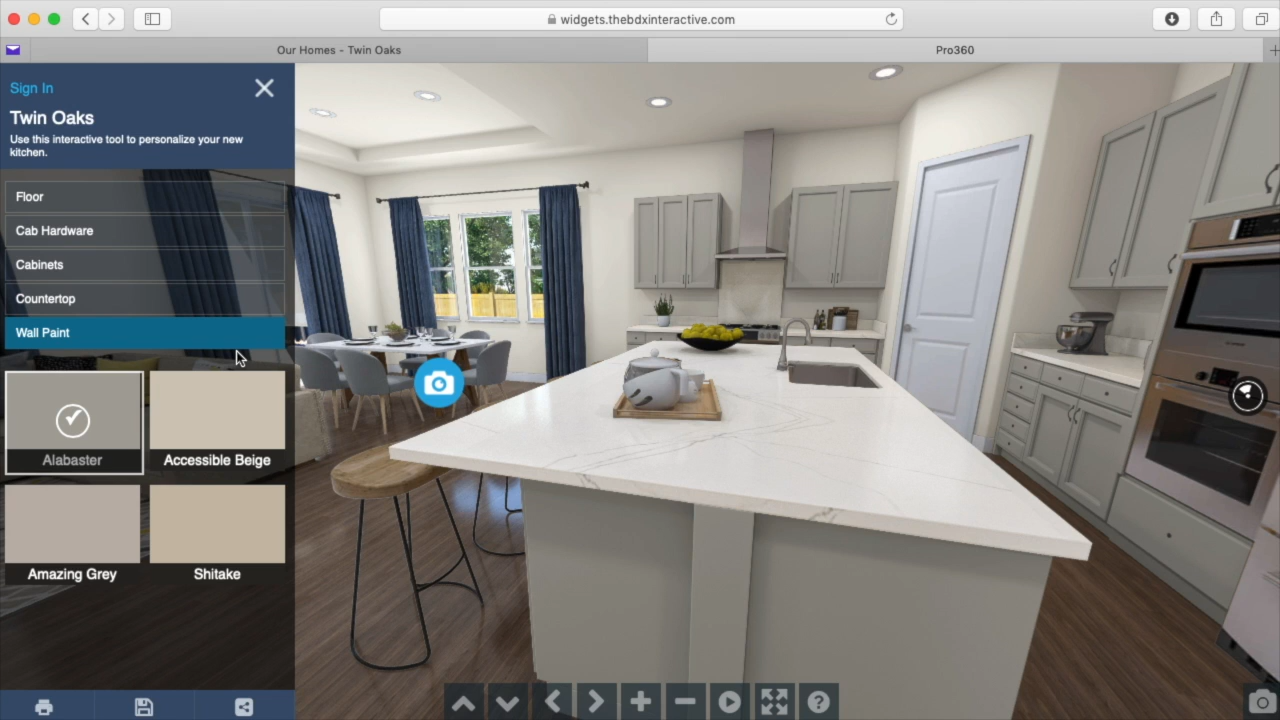 widgets.thebdxinteractive.com
Our Homes - Twin Oaks
Pro360
Sign In
Twin Oaks
Use this interactive tool to personalize your new
kitchen.
Floor
Cab Hardware
Cabinets
Countertop
Wall Paint
Alabaster
Accessible Beige
Amazing Grey
Shitake